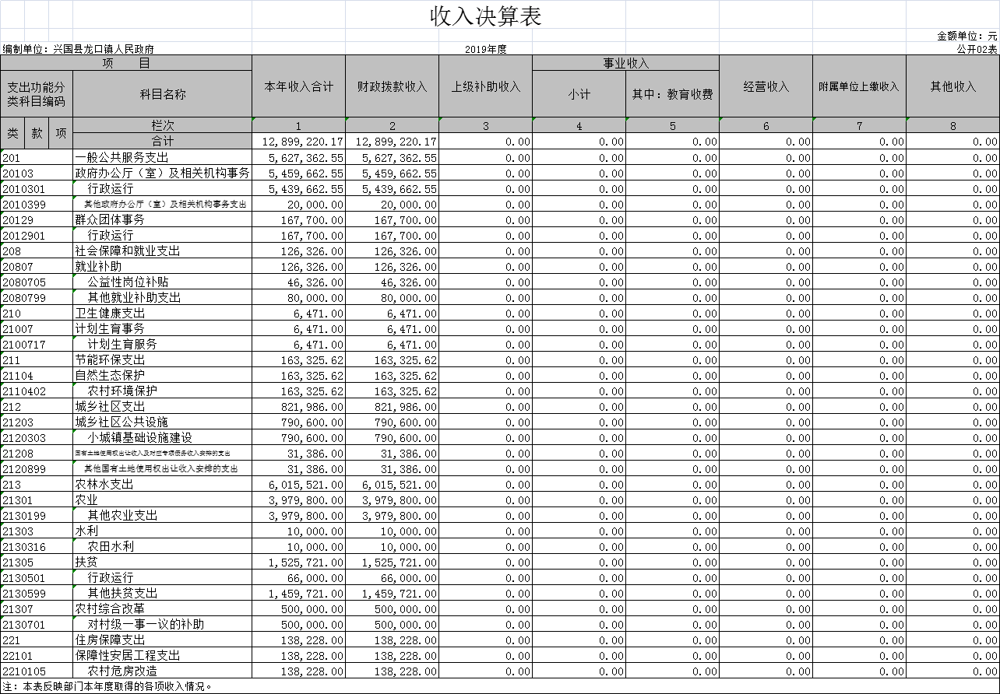 收入决算表
金额单位：元
编制单位：兴国县龙口镇人民政府 2019年度 公开02表
项 目 本年收入合计 财政拨款收入 上级补助收入 事业收入 经营收入 附属单位上缴收入 其他收入
支出功能分类科目编码 科目名称 小计 其中：教育收费
类 款 项 栏次 1 2 3 4 5 6 7 8
合计 12,899,220.17 12,899,220.17 0.00 0.00 0.00 0.00 0.00 0.00
201 一般公共服务支出 5,627,362.55 5,627,362.55 0.00 0.00 0.00 0.00 0.00 0.00
20103 政府办公厅（室）及相关机构事务 5,459,662.55 5,459,662.55 0.00 0.00 0.00 0.00 0.00 0.00
2010301 行政运行 5,439,662.55 5,439,662.55 0.00 0.00 0.00 0.00 0.00 0.00
2010399 其他政府办公厅（室）及相关机构事务支出 20,000.00 20,000.00 0.00 0.00 0.00 0.00 0.00 0.00
20129 群众团体事务 167,700.00 167,700.00 0.00 0.00 0.00 0.00 0.00 0.00
2012901 行政运行 167,700.00 167,700.00 0.00 0.00 0.00 0.00 0.00 0.00
208 社会保障和就业支出 126,326.00 126,326.00 0.00 0.00 0.00 0.00 0.00 0.00
20807 就业补助 126,326.00 126,326.00 0.00 0.00 0.00 0.00 0.00 0.00
2080705 公益性岗位补贴 46,326.00 46,326.00 0.00 0.00 0.00 0.00 0.00 0.00
2080799 其他就业补助支出 80,000.00 80,000.00 0.00 0.00 0.00 0.00 0.00 0.00
210 卫生健康支出 6,471.00 6,471.00 0.00 0.00 0.00 0.00 0.00 0.00
21007 计划生育事务 6,471.00 6,471.00 0.00 0.00 0.00 0.00 0.00 0.00
2100717 计划生育服务 6,471.00 6,471.00 0.00 0.00 0.00 0.00 0.00 0.00
211 节能环保支出 163,325.62 163,325.62 0.00 0.00 0.00 0.00 0.00 0.00
21104 自然生态保护 163,325.62 163,325.62 0.00 0.00 0.00 0.00 0.00 0.00
2110402 农村环境保护 163,325.62 163,325.62 0.00 0.00 0.00 0.00 0.00 0.00
212 城乡社区支出 821,986.00 821,986.00 0.00 0.00 0.00 0.00 0.00 0.00
21203 城乡社区公共设施 790,600.00 790,600.00 0.00 0.00 0.00 0.00 0.00 0.00
2120303 小城镇基础设施建设 790,600.00 790,600.00 0.00 0.00 0.00 0.00 0.00 0.00
21208 国有土地使用权出让收入及对应专项债务收入安排的支出 31,386.00 31,386.00 0.00 0.00 0.00 0.00 0.00 0.00
2120899 其他国有土地使用权出让收入安排的支出 31,386.00 31,386.00 0.00 0.00 0.00 0.00 0.00 0.00
213 农林水支出 6,015,521.00 6,015,521.00 0.00 0.00 0.00 0.00 0.00 0.00
21301 农业 3,979,800.00 3,979,800.00 0.00 0.00 0.00 0.00 0.00 0.00
2130199 其他农业支出 3,979,800.00 3,979,800.00 0.00 0.00 0.00 0.00 0.00 0.00
21303 水利 10,000.00 10,000.00 0.00 0.00 0.00 0.00 0.00 0.00
2130316 农田水利 10,000.00 10,000.00 0.00 0.00 0.00 0.00 0.00 0.00
21305 扶贫 1,525,721.00 1,525,721.00 0.00 0.00 0.00 0.00 0.00 0.00
2130501 行政运行 66,000.00 66,000.00 0.00 0.00 0.00 0.00 0.00 0.00
2130599 其他扶贫支出 1,459,721.00 1,459,721.00 0.00 0.00 0.00 0.00 0.00 0.00
21307 农村综合改革 500,000.00 500,000.00 0.00 0.00 0.00 0.00 0.00 0.00
2130701 对村级一事一议的补助 500,000.00 500,000.00 0.00 0.00 0.00 0.00 0.00 0.00
221 住房保障支出 138,228.00 138,228.00 0.00 0.00 0.00 0.00 0.00 0.00
22101 保障性安居工程支出 138,228.00 138,228.00 0.00 0.00 0.00 0.00 0.00 0.00
2210105 农村危房改造 138,228.00 138,228.00 0.00 0.00 0.00 0.00 0.00 0.00
注：本表反映部门本年度取得的各项收入情况。